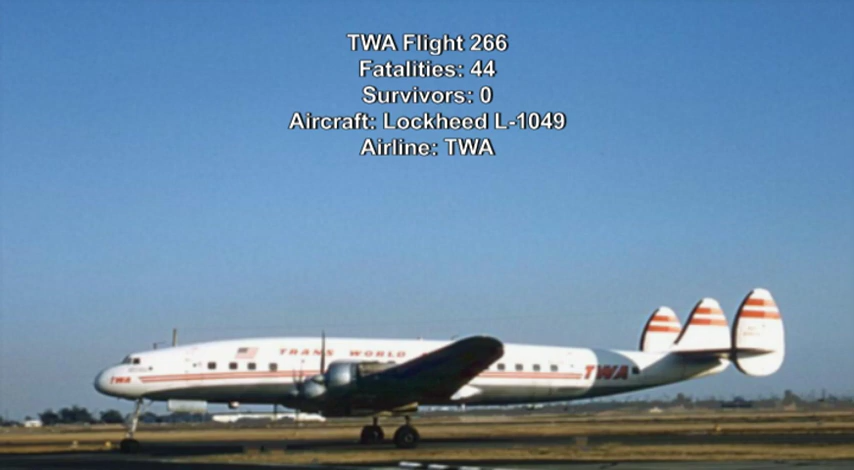 TWA Flight 266
Fatalities: 44
Survivors: 0
Aircraft: Lockheed L-1049
Airline: TWA
TRANS WORLD
TWA
TWA